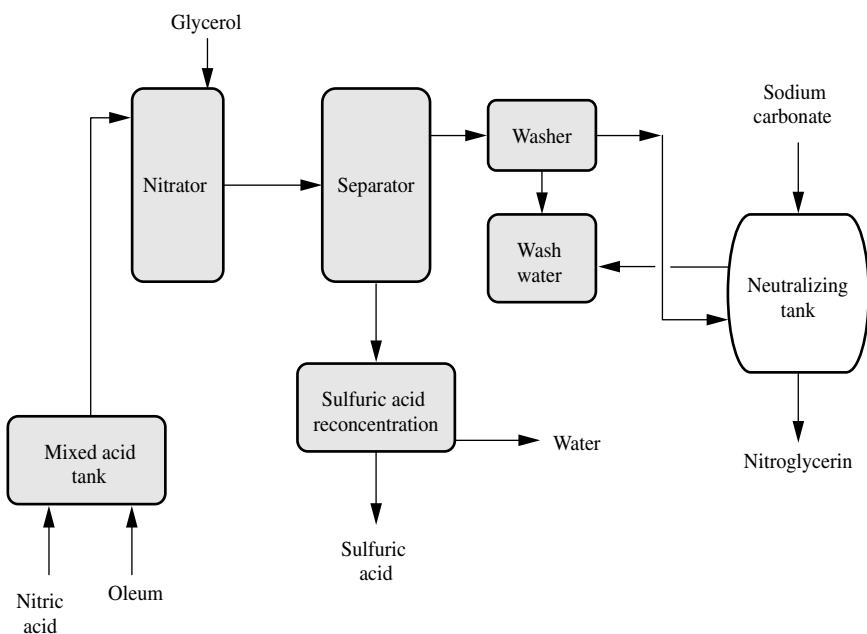 Glycerol
Nitrator
Separator
Washer
Wash
water
Sodium
carbonate
Neutralizing
tank
Sulfuric acid
reconcentration
Water
Nitroglycerin
Mixed acid
tank
Sulfuric
acid
Nitric
acid
Oleum